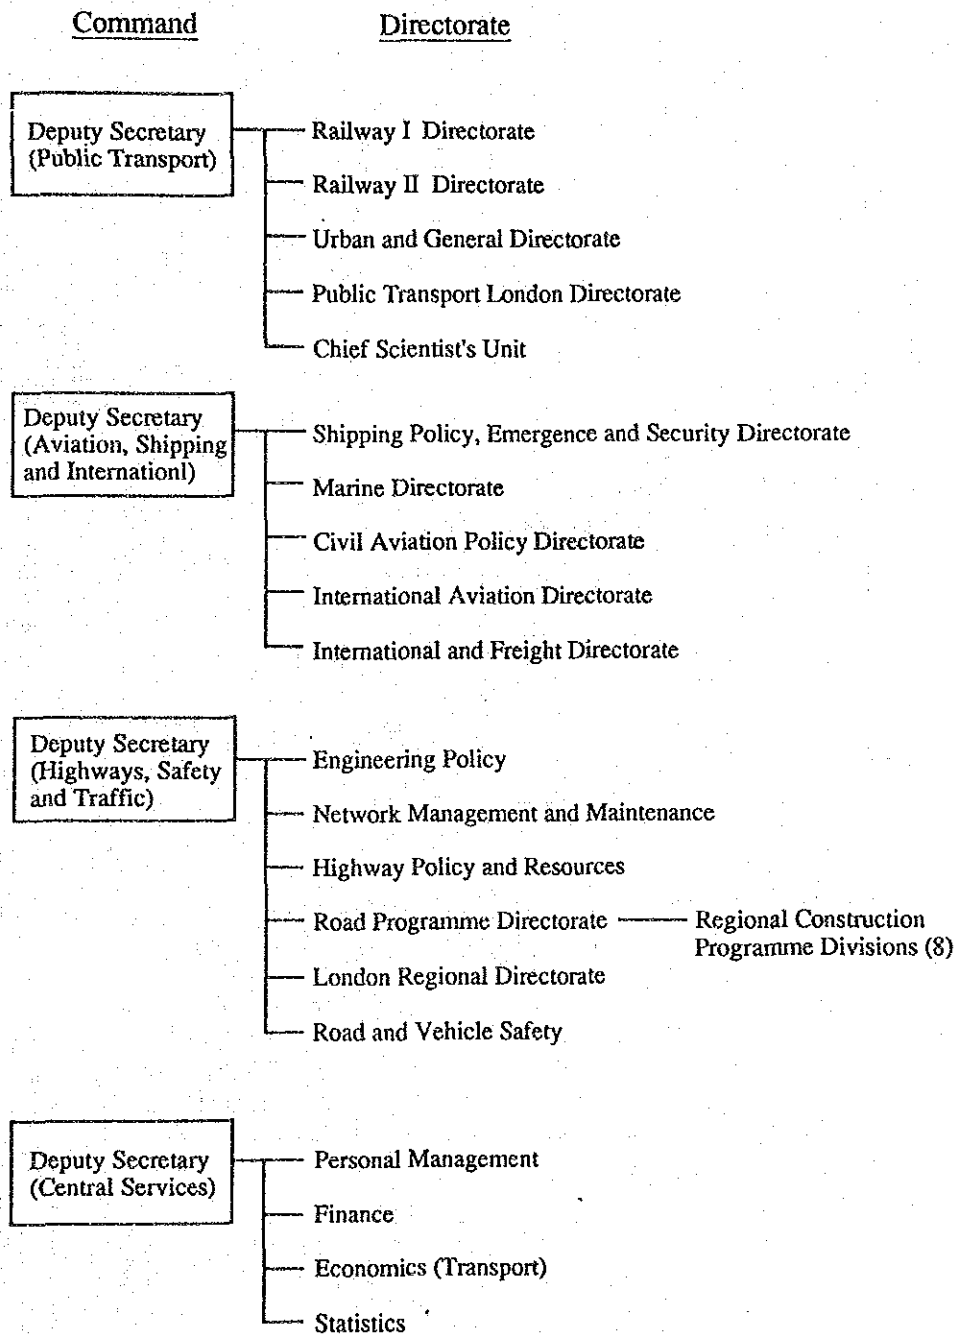 Command
Directorate
Deputy Secretary
(Public Transport)
Railway I Directorate
Railway II Directorate
Urban and General Directorate
Public Transport London Directorate
Chief Scientist's Unit
Deputy Secretary
(Aviation, Shipping
and Internationl)
Shipping Policy, Emergence and Security Directorate
Marine Directorate
Civil Aviation Policy Directorate
International Aviation Directorate
International and Freight Directorate
Deputy Secretary
(Highways, Safety
and Traffic)
Engineering Policy
Network Management and Maintenance
Highway Policy and Resources
Road Programme Directorate
Regional Construction
Programme Divisions (8)
London Regional Directorate
Road and Vehicle Safety
Deputy Secretary
(Central Services)
Personal Management
Finance
Economics (Transport)
Statistics